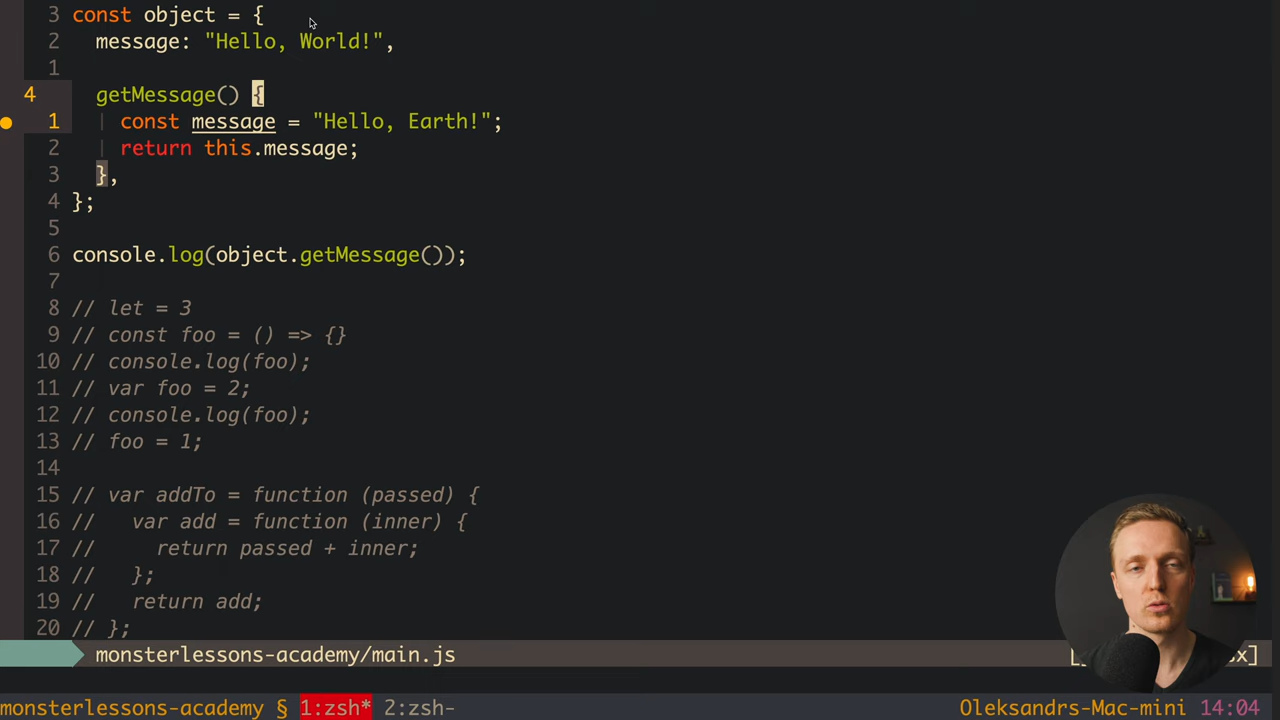 3 const object = {
2   message: "Hello, World!",
1
4   getMessage() {
1     const message = "Hello, Earth!";
2     return this.message;
3   },
4 };
5
6 console.log(object.getMessage());
7
8 // let = 3
9 // const foo = () => {}
10 // console.log(foo);
11 // var foo = 2;
12 // console.log(foo);
13 // foo = 1;
14
15 // var addTo = function (passed) {
16 //   var add = function (inner) {
17 //     return passed + inner;
18 //   };
19 //   return add;
20 // };
monsterlessons-academy/main.js
monsterlessons-academy § 1:zsh* 2:zsh- Oleksandrs-Mac-mini 14:04